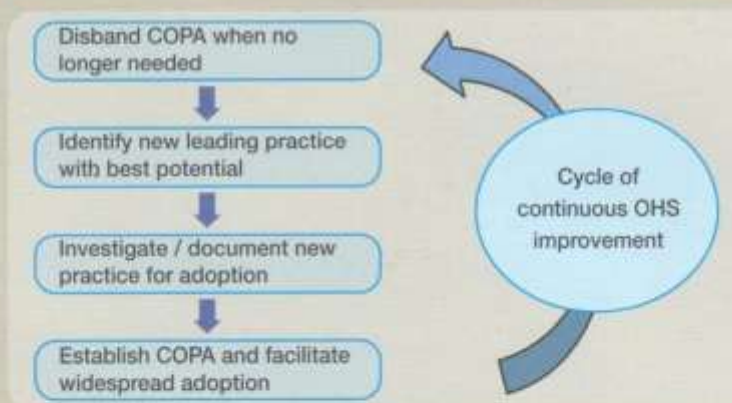 Disband COPA when no
longer needed
Identify new leading practice
with best potential
Investigate / document new
practice for adoption
Establish COPA and facilitate
widespread adoption
Cycle of
continuous OHS
improvement